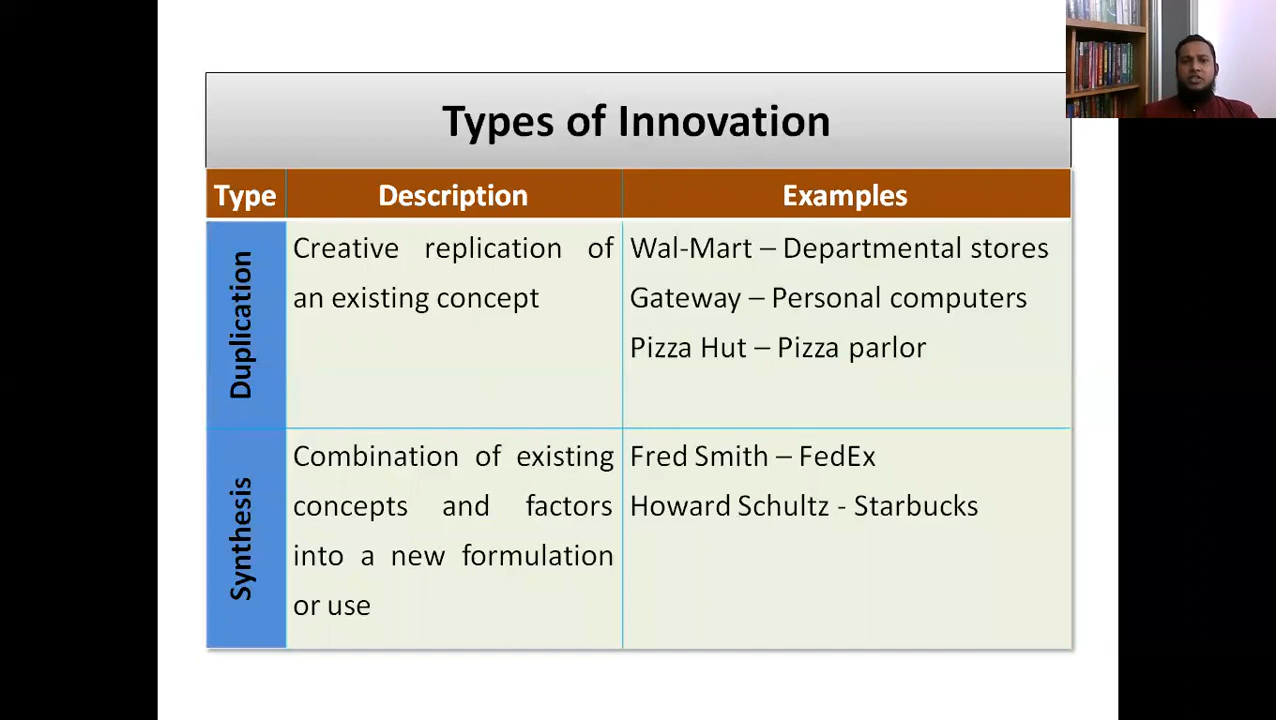 Types of Innovation
Type Description Examples
Duplication
Creative replication of
an existing concept
Wal-Mart – Departmental stores
Gateway – Personal computers
Pizza Hut – Pizza parlor
Synthesis
Combination of existing
concepts and factors
into a new formulation
or use
Fred Smith – FedEx
Howard Schultz - Starbucks